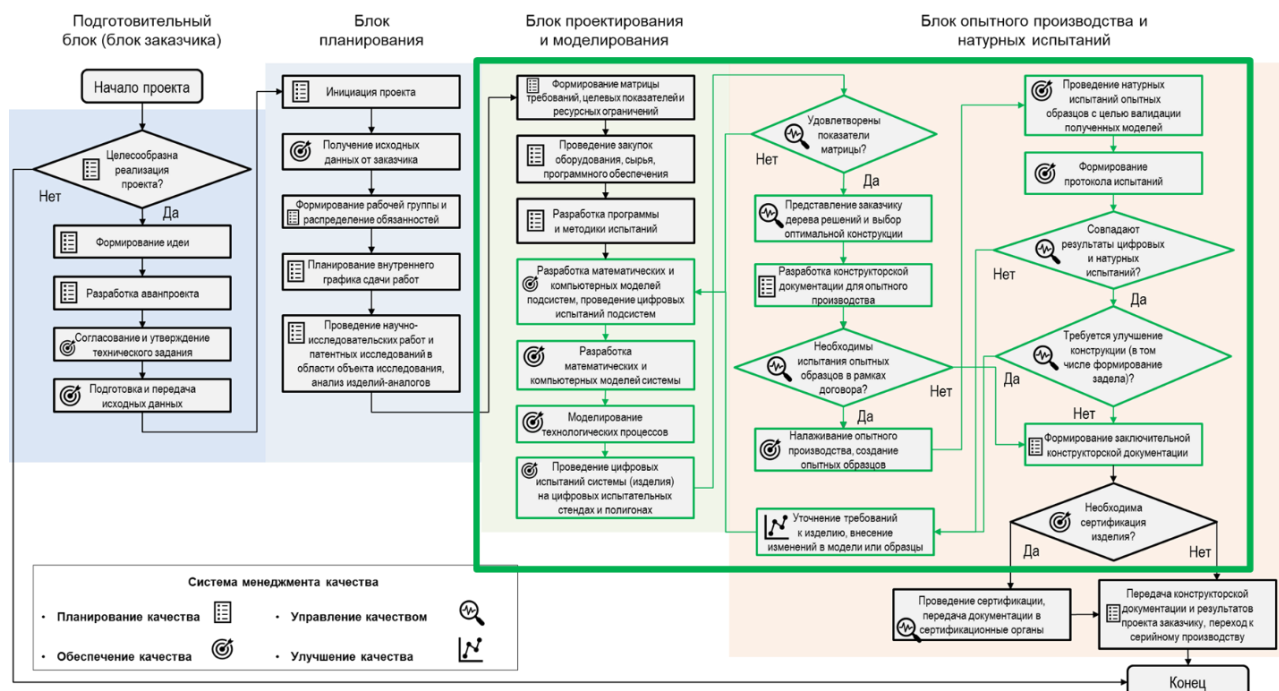 Подготовительный
блок (блок заказчика)
Блок
планирования
Блок проектирования
и моделирования
Блок опытного производства и
натурных испытаний
Начало проекта
Целесообразна
реализация
проекта?
Нет
Да
Формирование идеи
Разработка аванпроекта
Согласование и утверждение
технического задания
Подготовка и передача
исходных данных
Инициация проекта
Получение исходных
данных от заказчика
Формирование рабочей группы и
распределение обязанностей
Планирование внутреннего
графика сдачи работ
Проведение научно-
исследовательских работ и
патентных исследований в
области объекта исследования,
анализ изделий-аналогов
Формирование матрицы
требований, целевых показателей и
ресурсных ограничений
Проведение закупок
оборудования, сырья,
программного обеспечения
Разработка программы
и методики испытаний
Разработка математических и
компьютерных моделей
подсистем, проведение цифровых
испытаний подсистем
Разработка
математических и
компьютерных моделей системы
Моделирование
технологических процессов
Проведение цифровых
испытаний системы (изделия)
на цифровых испытательных
стендах и полигонах
Удовлетворены
показатели
матрицы?
Нет
Да
Представление заказчику
дерева решений и выбор
оптимальной конструкции
Разработка конструкторской
документации для опытного
производства
Необходимы
испытания опытных
образцов в рамках
договора?
Нет
Да
Налаживание опытного
производства, создание
опытных образцов
Уточнение требований
к изделию, внесение
изменений в модели или образцы
Проведение натурных
испытаний опытных
образцов с целью валидации
полученных моделей
Формирование
протокола испытаний
Совпадают
результаты цифровых
и натурных
испытаний?
Нет
Да
Требуется улучшение
конструкции (в том
числе формирование
задела)?
Да
Нет
Формирование заключительной
конструкторской документации
Необходима
сертификация
изделия?
Да
Нет
Проведение сертификации,
передача документации в
сертификационные органы
Передача конструкторской
документации и результатов
проекта заказчику, переход к
серийному производству
Конец
Система менеджмента качества
• Планирование качества
• Управление качеством
• Обеспечение качества
• Улучшение качества